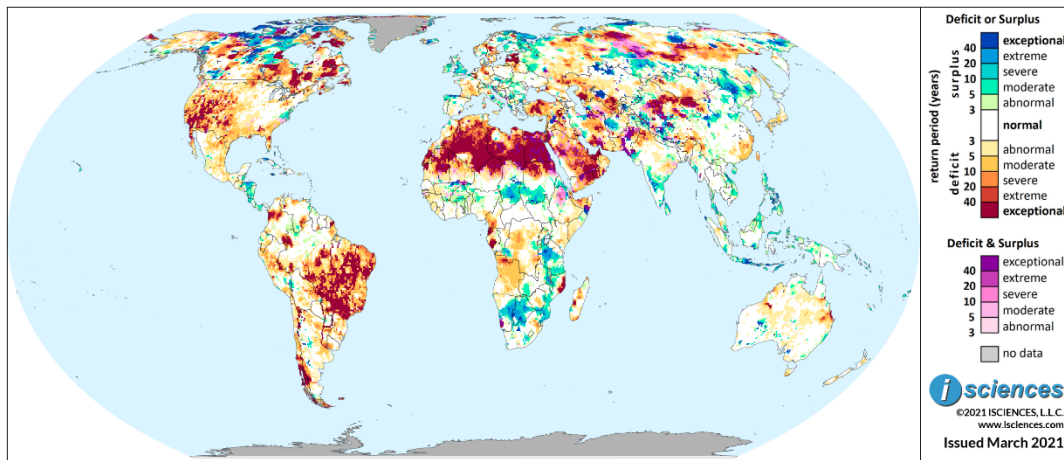 Deficit or Surplus
return period (years)
surplus
deficit
exceptional
40
extreme
20
severe
10
moderate
5
abnormal
3
normal
3
abnormal
5
moderate
10
severe
20
extreme
40
exceptional
Deficit & Surplus
exceptional
40
extreme
20
severe
10
moderate
5
abnormal
3
no data
i sciences
©2021 ISCIENCES, L.L.C.
www.isciences.com
Issued March 2021